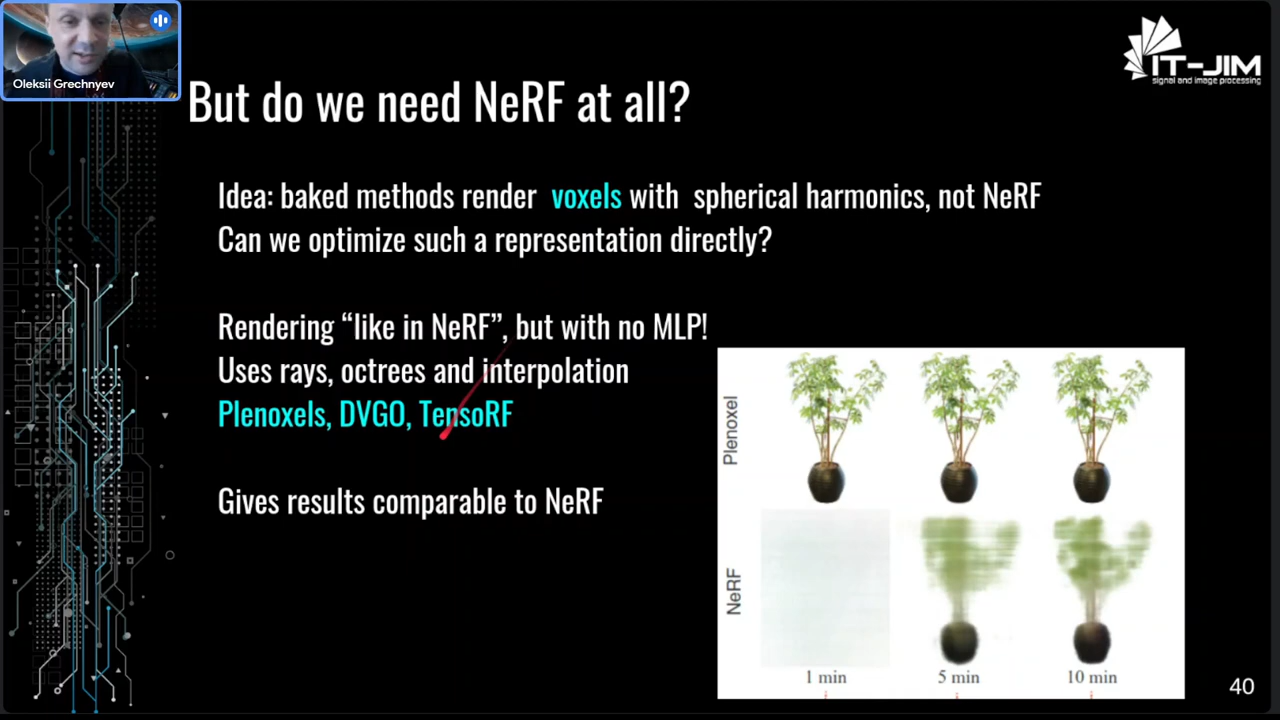 Oleksii Grechnyev
IT-JIM
signal and image processing
But do we need NeRF at all?
Idea: baked methods render voxels with spherical harmonics, not NeRF
Can we optimize such a representation directly?
Rendering “like in NeRF”, but with no MLP!
Uses rays, octrees and interpolation
Plenoxels, DVGO, TensoRF
Gives results comparable to NeRF
Plenoxel
NeRF
1 min
5 min
10 min
40